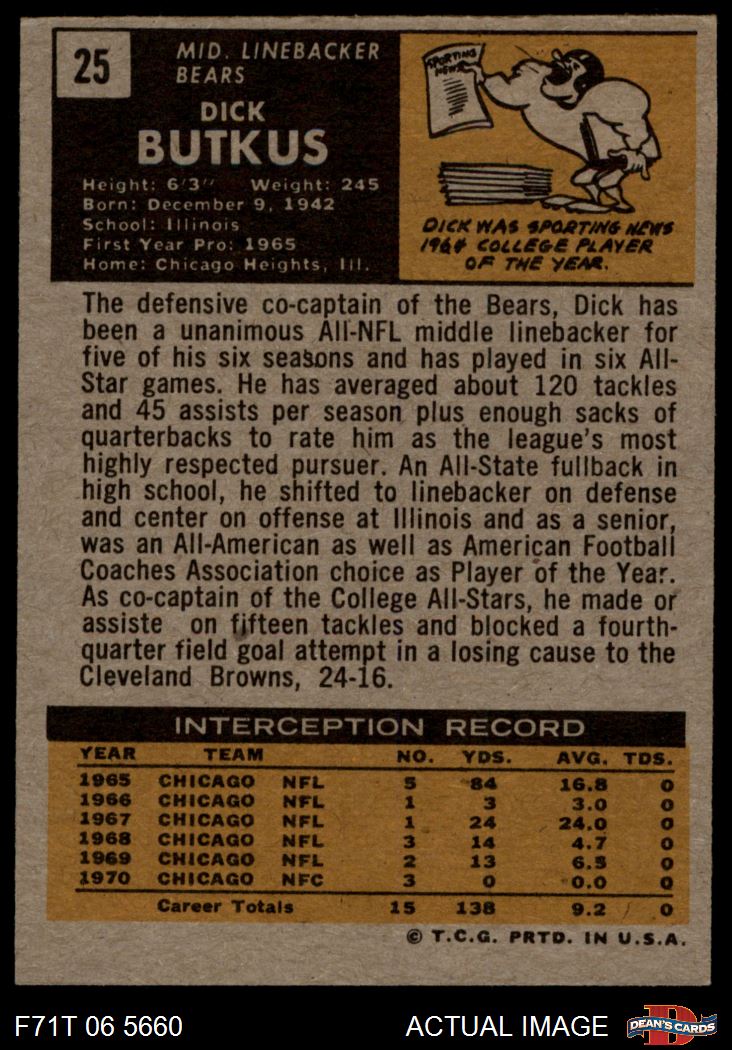 25
MID. LINEBACKER
BEARS
DICK
BUTKUS
Height: 6'3" Weight: 245
Born: December 9, 1942
School: Illinois
First Year Pro: 1965
Home: Chicago Heights, Ill.
SPORTING
NEWS
DICK WAS SPORTING NEWS
1964 COLLEGE PLAYER
OF THE YEAR.
The defensive co-captain of the Bears, Dick has
been a unanimous All-NFL middle linebacker for
five of his six seasons and has played in six All-
Star games. He has averaged about 120 tackles
and 45 assists per season plus enough sacks of
quarterbacks to rate him as the league's most
highly respected pursuer. An All-State fullback in
high school, he shifted to linebacker on defense
and center on offense at Illinois and as a senior,
was an All-American as well as American Football
Coaches Association choice as Player of the Year.
As co-captain of the College All-Stars, he made or
assiste on fifteen tackles and blocked a fourth-
quarter field goal attempt in a losing cause to the
Cleveland Browns, 24-16.
INTERCEPTION RECORD
YEAR TEAM NO. YDS. AVG. TDS.
1965 CHICAGO NFL 5 84 16.8 0
1966 CHICAGO NFL 1 3 3.0 0
1967 CHICAGO NFL 1 24 24.0 0
1968 CHICAGO NFL 3 14 4.7 0
1969 CHICAGO NFL 2 13 6.5 0
1970 CHICAGO NFC 3 0 0.0 0
Career Totals 15 138 9.2 0
© T.C.G. PRTD. IN U.S.A.
F71T 06 5660 ACTUAL IMAGE D DEAN'S CARDS